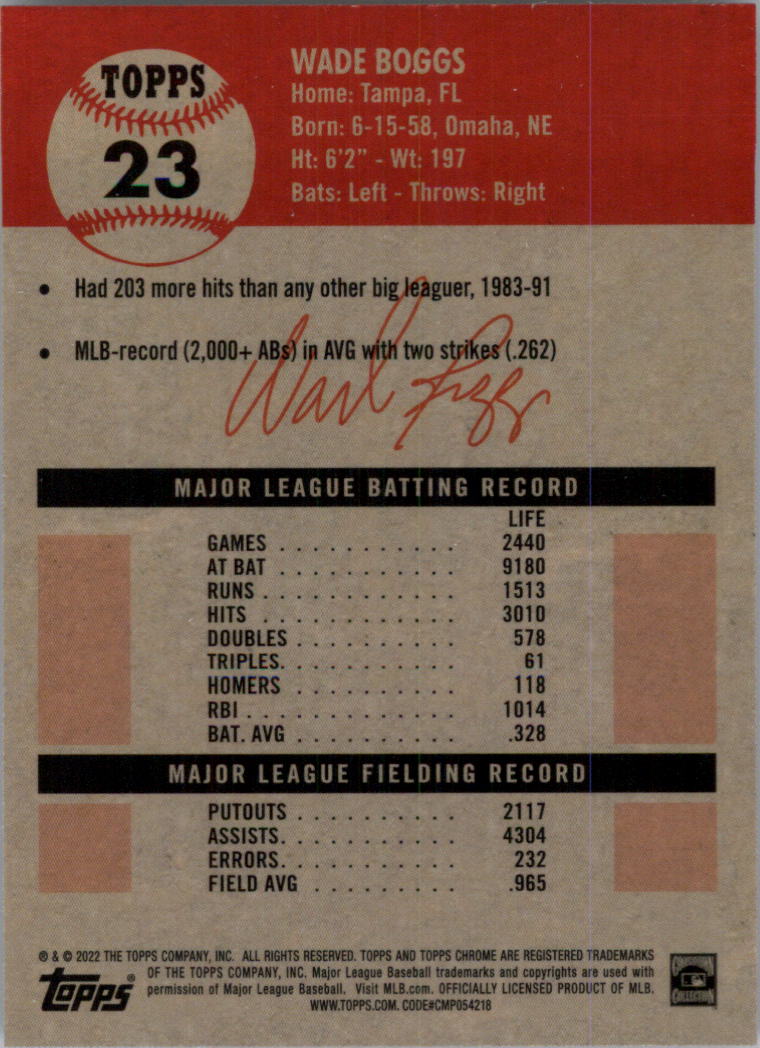 TOPPS
23
WADE BOGGS
Home: Tampa, FL
Born: 6-15-58, Omaha, NE
Ht: 6'2" - Wt: 197
Bats: Left - Throws: Right
• Had 203 more hits than any other big leaguer, 1983-91
• MLB-record (2,000+ ABs) in AVG with two strikes (.262)
Wade Boggs
MAJOR LEAGUE BATTING RECORD
LIFE
GAMES . . . . . . . . . . . 2440
AT BAT . . . . . . . . . . . 9180
RUNS . . . . . . . . . . . . 1513
HITS . . . . . . . . . . . . 3010
DOUBLES . . . . . . . . . . 578
TRIPLES. . . . . . . . . . . 61
HOMERS . . . . . . . . . . 118
RBI . . . . . . . . . . . . . 1014
BAT. AVG . . . . . . . . . . .328
MAJOR LEAGUE FIELDING RECORD
PUTOUTS . . . . . . . . . . 2117
ASSISTS. . . . . . . . . . . 4304
ERRORS. . . . . . . . . . . 232
FIELD AVG . . . . . . . . . .965
® & © 2022 THE TOPPS COMPANY, INC. ALL RIGHTS RESERVED. TOPPS AND TOPPS CHROME ARE REGISTERED TRADEMARKS
OF THE TOPPS COMPANY, INC. Major League Baseball trademarks and copyrights are used with
permission of Major League Baseball. Visit MLB.com. OFFICIALLY LICENSED PRODUCT OF MLB.
WWW.TOPPS.COM. CODE#CMP054218
topps®
COOPERSTOWN
COLLECTION